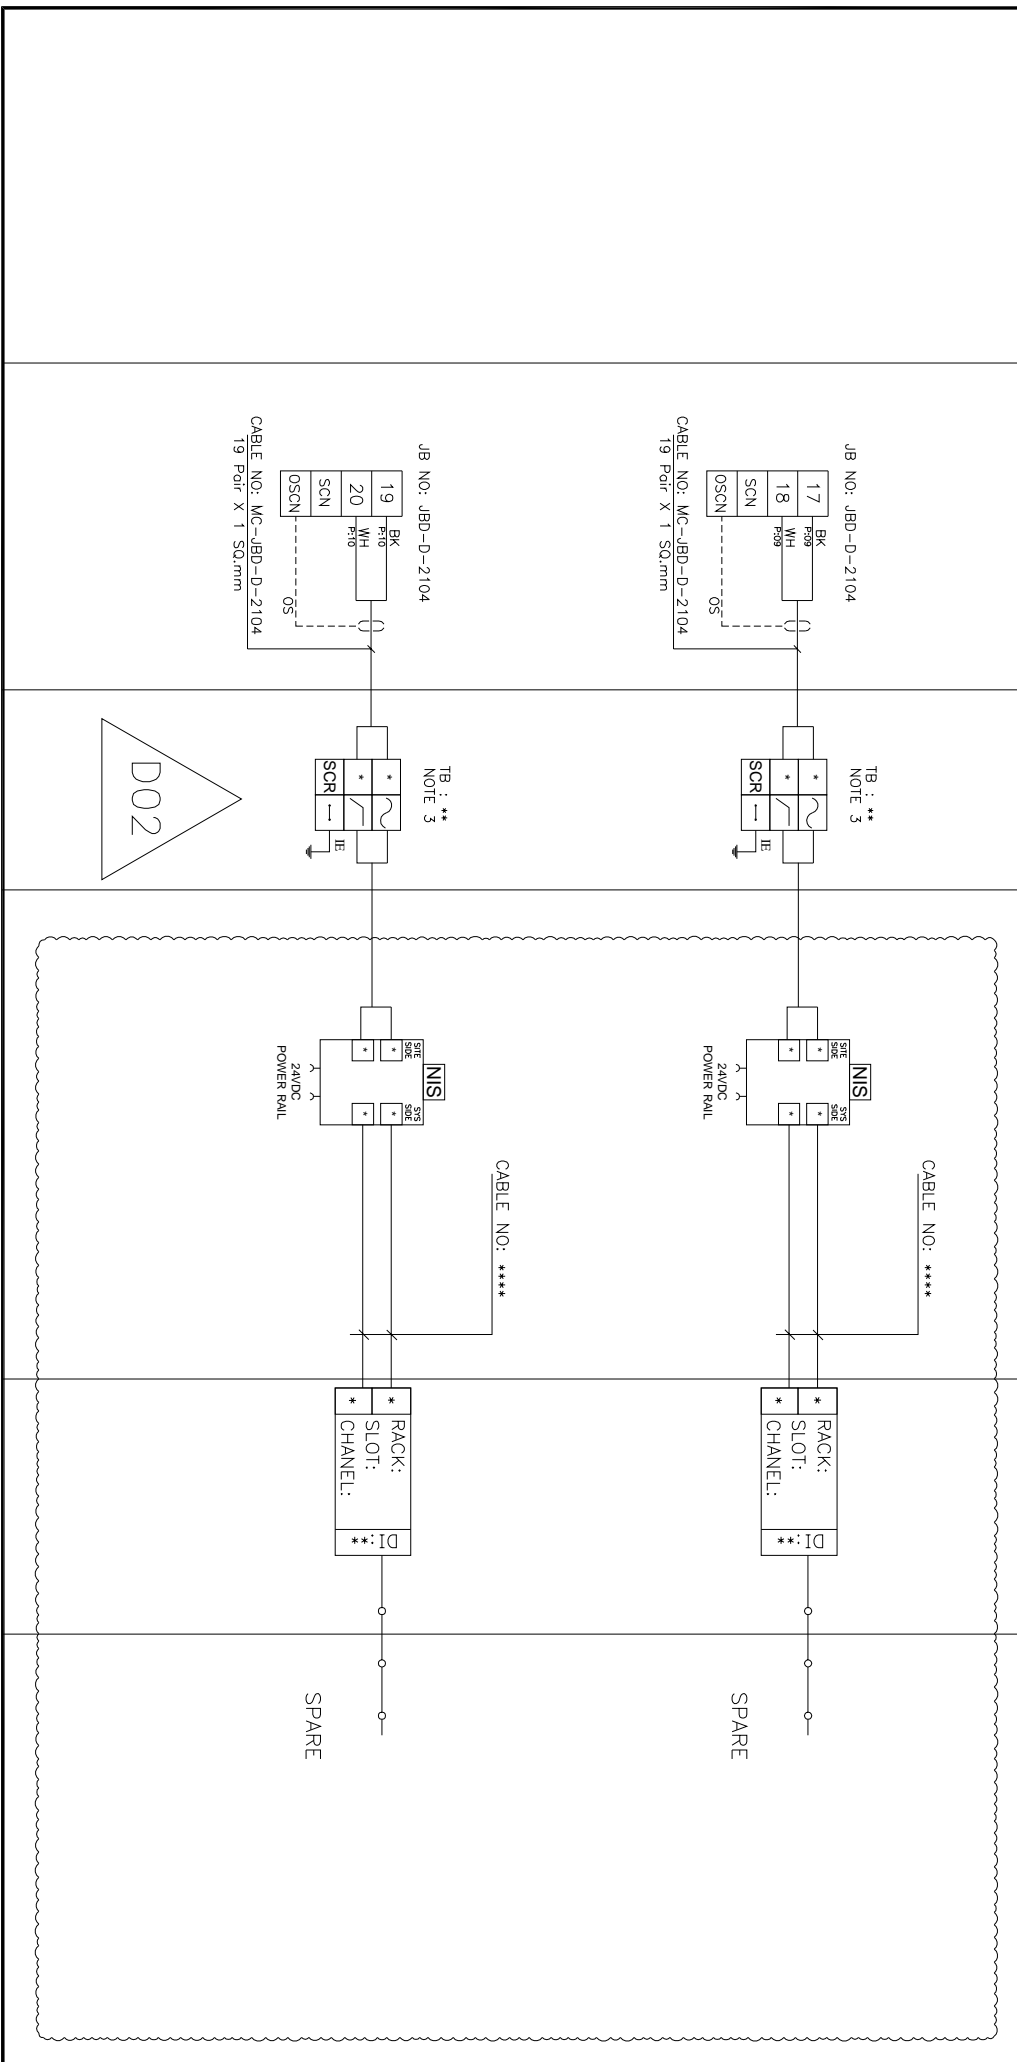 JB NO: JBD-D-2104
17
18
SCN
OSCN
BK
P:09
WH
P:09
OS
CABLE NO: MC-JBD-D-2104
19 Pair X 1 SQ.mm
TB : **
NOTE 3
*
*
SCR
IE
NIS
SITE
SIDE
SYS
SIDE
*
*
*
*
24VDC
POWER RAIL
CABLE NO: ****
*
*
RACK:
SLOT:
CHANEL:
DI:**
SPARE
JB NO: JBD-D-2104
19
20
SCN
OSCN
BK
P:10
WH
P:10
OS
CABLE NO: MC-JBD-D-2104
19 Pair X 1 SQ.mm
TB : **
NOTE 3
*
*
SCR
IE
NIS
SITE
SIDE
SYS
SIDE
*
*
*
*
24VDC
POWER RAIL
CABLE NO: ****
*
*
RACK:
SLOT:
CHANEL:
DI:**
SPARE
D02